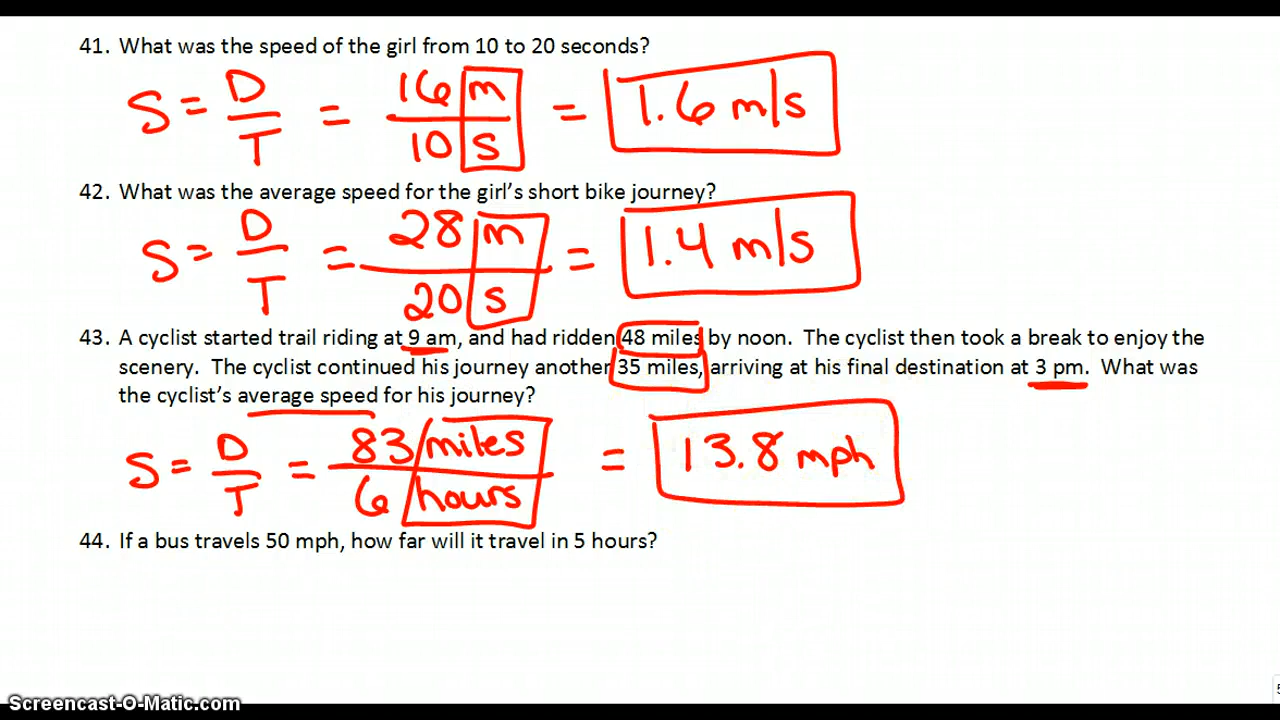 41. What was the speed of the girl from 10 to 20 seconds?
S = D/T = 16 m/10 s = 1.6 m/s
42. What was the average speed for the girl's short bike journey?
S = D/T = 28 m/20 s = 1.4 m/s
43. A cyclist started trail riding at 9 am, and had ridden 48 miles by noon. The cyclist then took a break to enjoy the
scenery. The cyclist continued his journey another 35 miles, arriving at his final destination at 3 pm. What was
the cyclist's average speed for his journey?
S = D/T = 83 miles/6 hours = 13.8 mph
44. If a bus travels 50 mph, how far will it travel in 5 hours?
Screencast-O-Matic.com